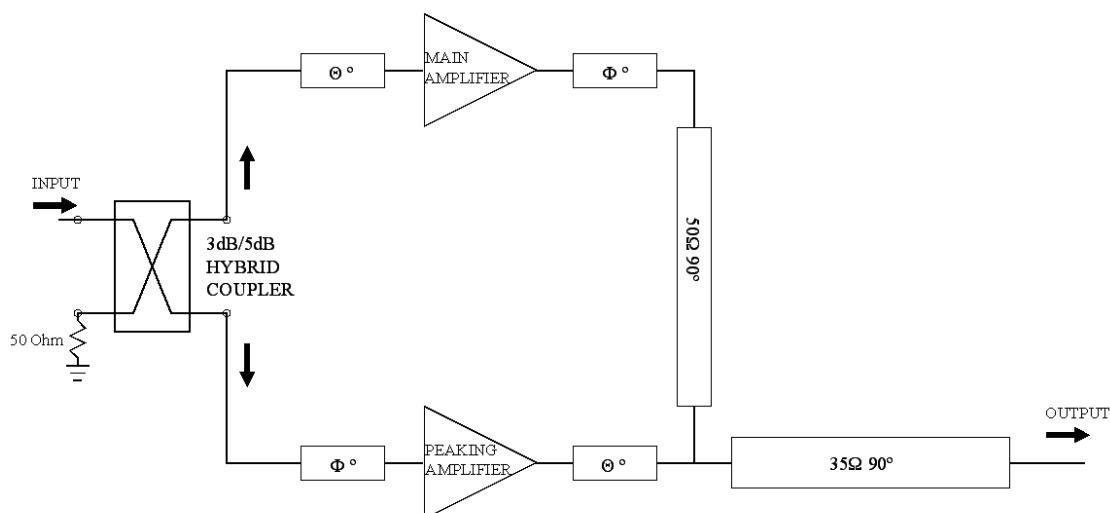 Θ °
MAIN
AMPLIFIER
Φ °
INPUT
3dB/5dB
HYBRID
COUPLER
50Ω 90°
50 Ohm
Φ °
PEAKING
AMPLIFIER
Θ °
OUTPUT
35Ω 90°